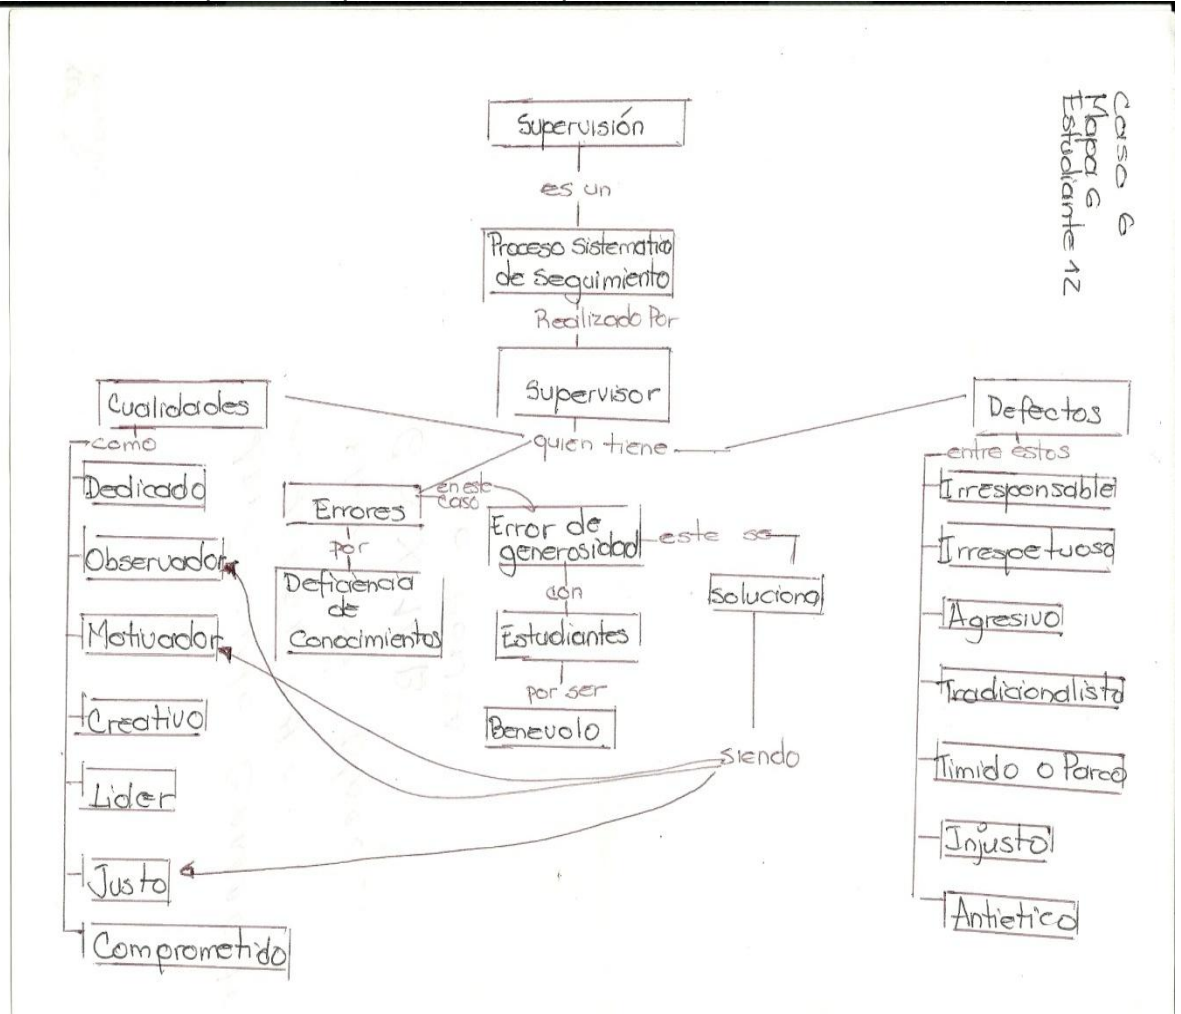 Caso 6
Mapa 6
Estudiante 12
Supervisión
es un
Proceso Sistematico
de Seguimiento
Realizado Por
Supervisor
quien tiene
Cualidades
como
Dedicado
Observador
Motivador
Creativo
Lider
Justo
Comprometido
Errores
por
Deficiencia
de
Conocimientos
en este
caso
Error de
generosidad
con
Estudiantes
por ser
Benevolo
este se
Soluciona
siendo
Defectos
entre éstos
Irresponsable
Irrespetuoso
Agresivo
Tradicionalista
Timido o Parco
Injusto
Antietico